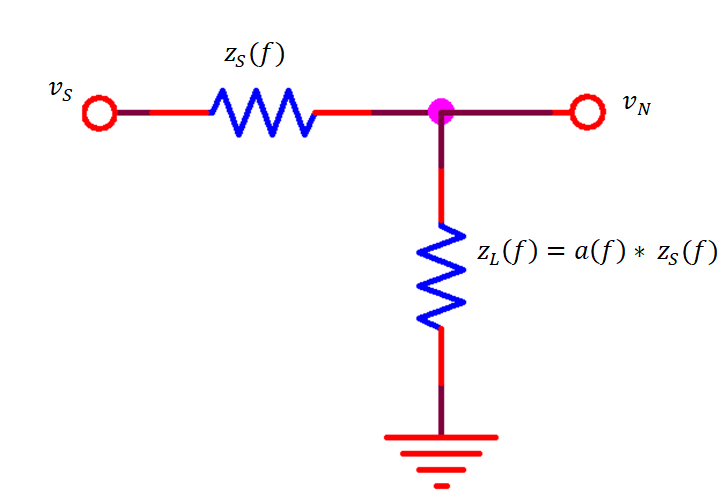 z_S(f)
v_S
v_N
z_L(f) = a(f) * z_S(f)